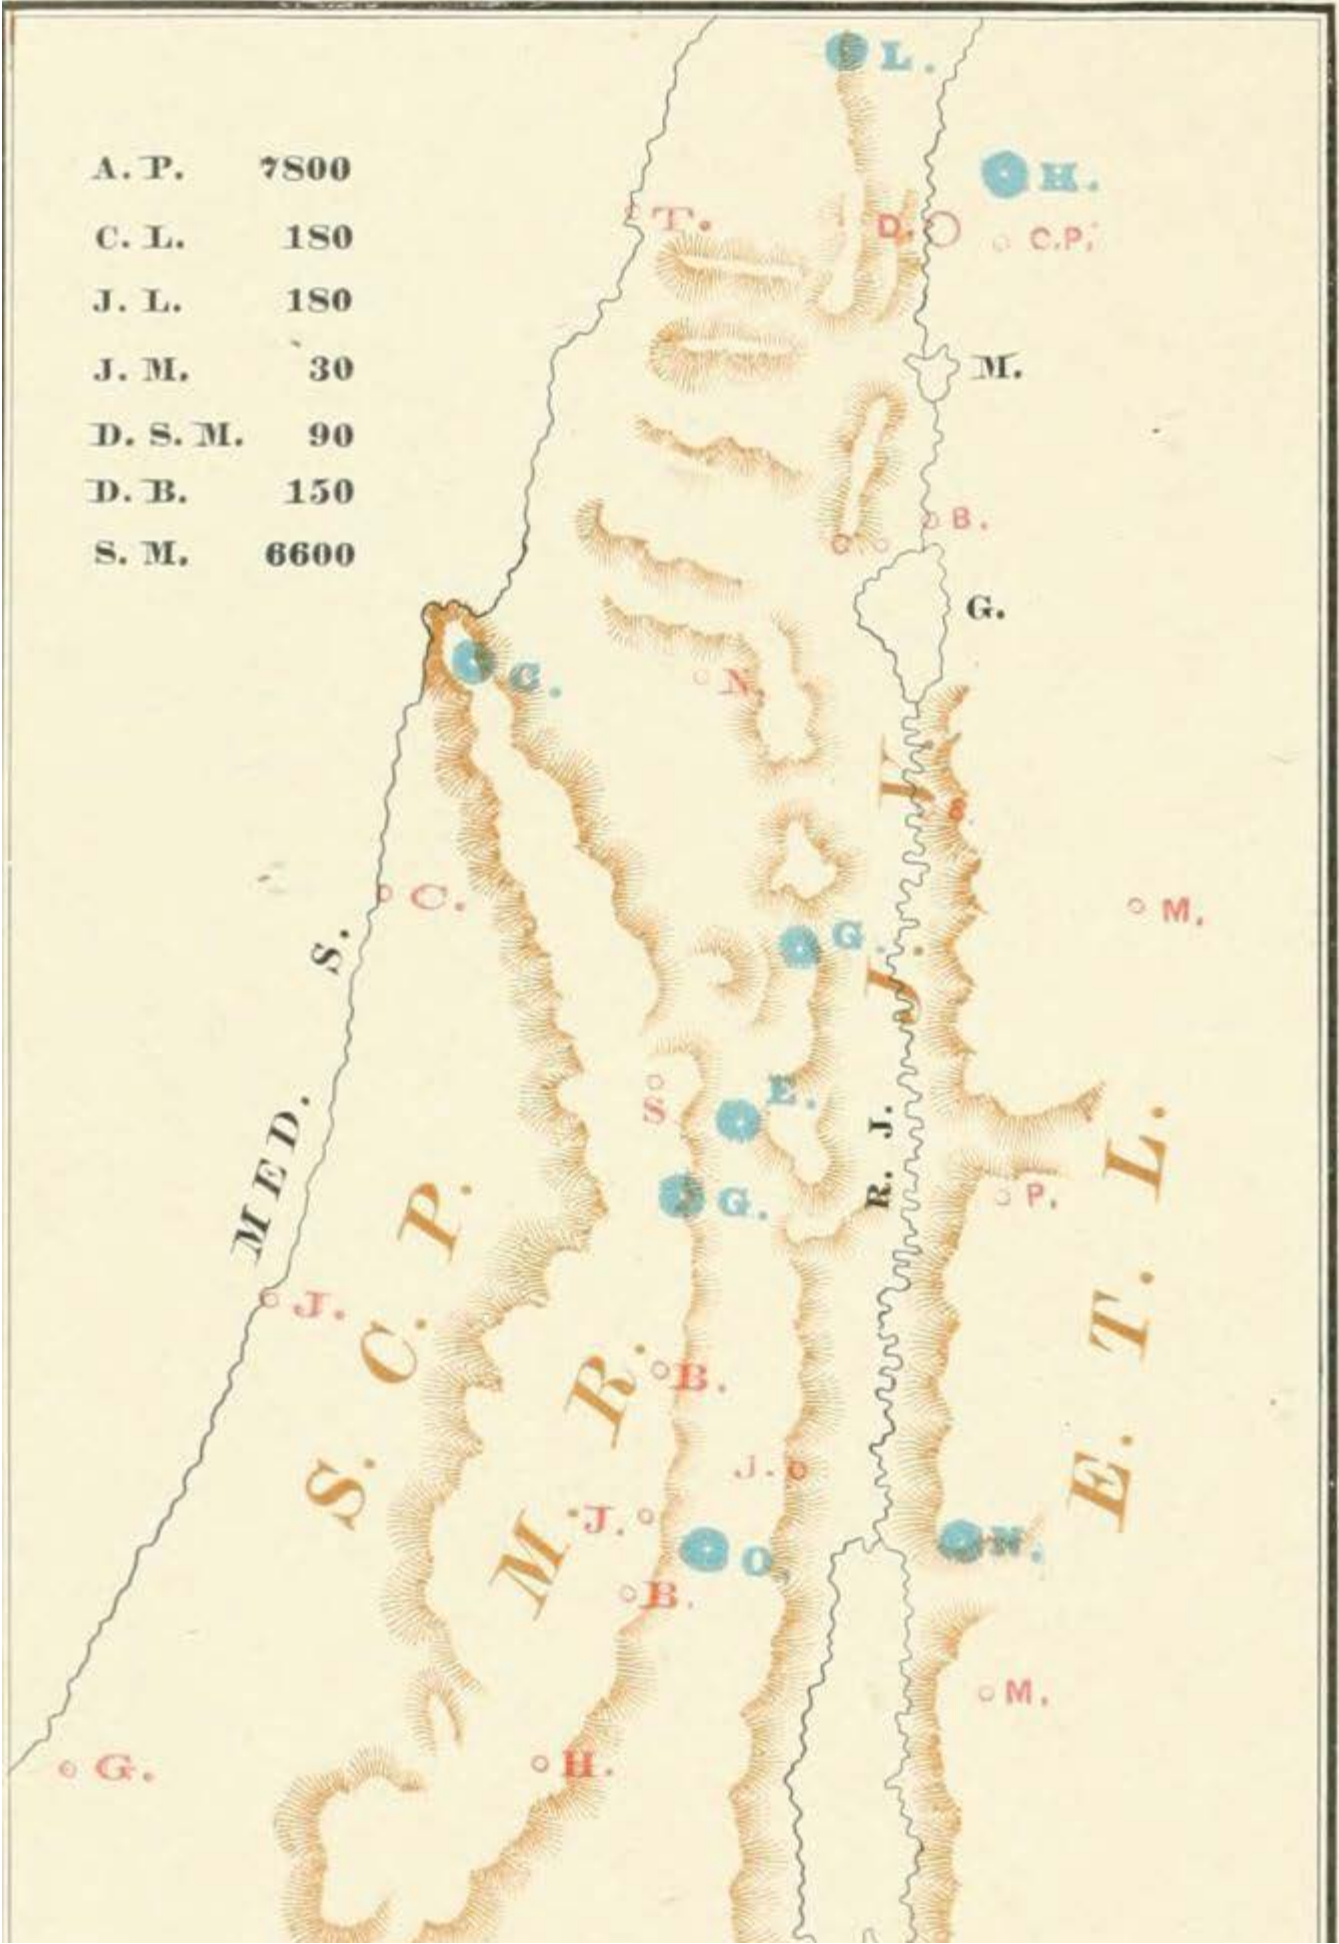 L.
H.
A. P. 7800
C. L. 180
J. L. 180
J. M. 30
D. S. M. 90
D. B. 150
S. M. 6600
T.
D.
C.P.
M.
B.
G.
C.
N.
V
S.
C.
M.
G.
J.
MED. S.
S
E.
G.
R. J.
P.
J.
S. C. P.
M. R.
E. T. L.
B.
J.
J.
O
N.
B.
M.
G.
H.